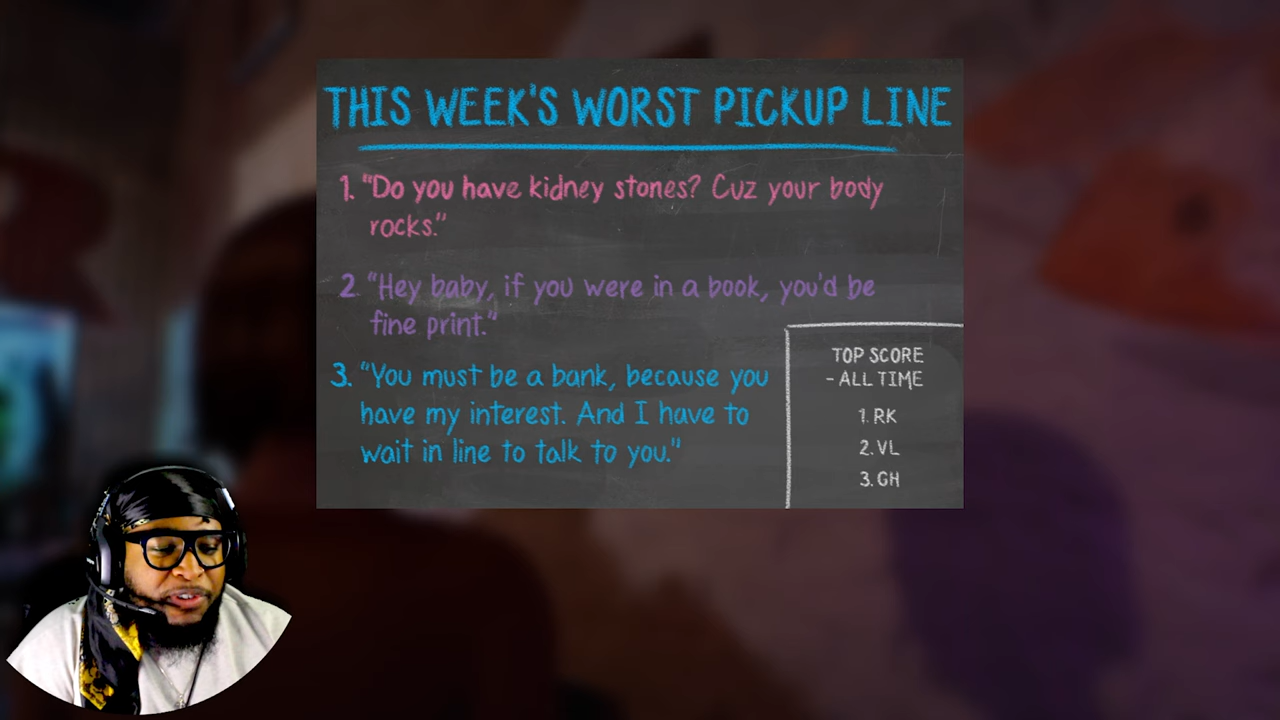 THIS WEEK'S WORST PICKUP LINE
1. "Do you have kidney stones? Cuz your body
rocks."
2. "Hey baby, if you were in a book, you'd be
fine print."
3. "You must be a bank, because you
have my interest. And I have to
wait in line to talk to you."
TOP SCORE
- ALL TIME
1. RK
2. VL
3. GH